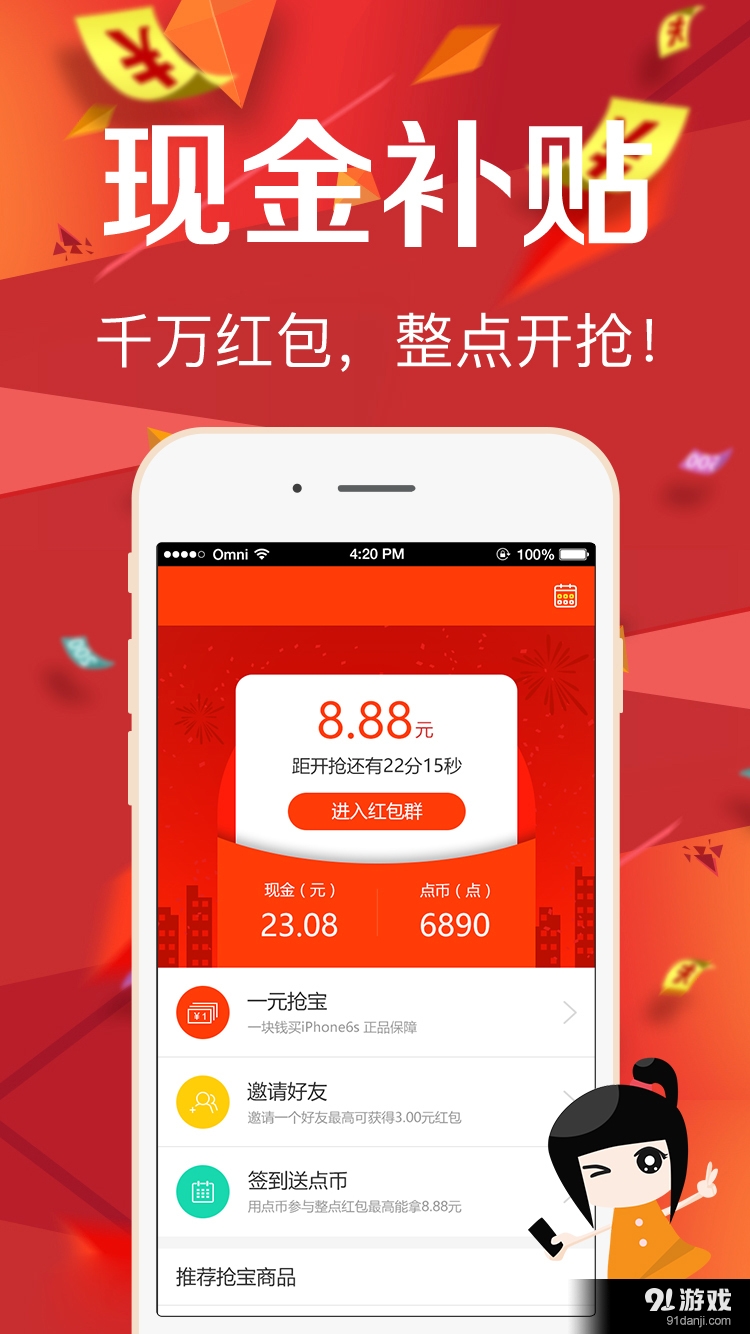 现金补贴
千万红包，整点开抢！
Omni 4:20 PM 100%
8.88元
距开抢还有22分15秒
进入红包群
现金（元） 点币（点）
23.08 6890
一元抢宝
¥1
一块钱买iPhone6s 正品保障
邀请好友
邀请一个好友最高可获得3.00元红包
签到送点币
用点币参与整点红包最高能拿8.88元
推荐抢宝商品
91游戏
91danji.com